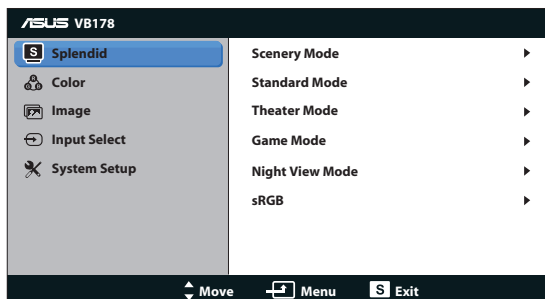 ASUS VB178
S Splendid
Color
Image
Input Select
System Setup
Scenery Mode
Standard Mode
Theater Mode
Game Mode
Night View Mode
sRGB
Move Menu S Exit